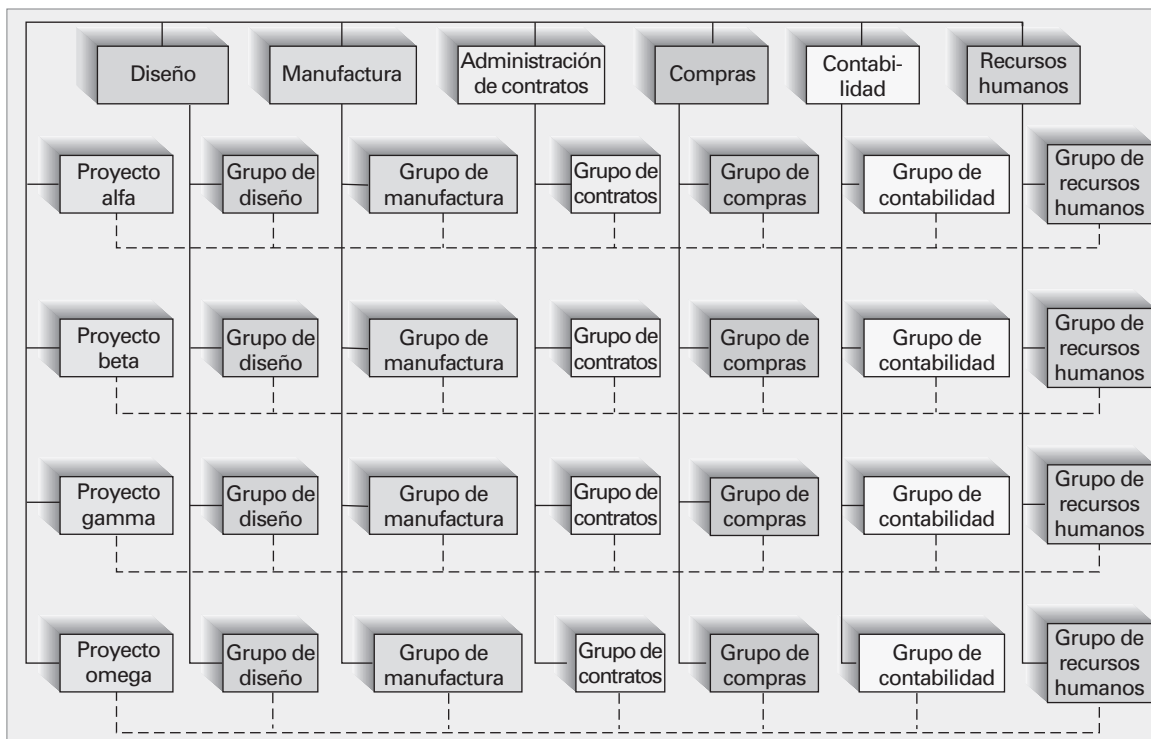 Diseño
Manufactura
Administración
de contratos
Compras
Contabi-
lidad
Recursos
humanos
Proyecto
alfa
Grupo de
diseño
Grupo de
manufactura
Grupo de
contratos
Grupo de
compras
Grupo de
contabilidad
Grupo de
recursos
humanos
Proyecto
beta
Grupo de
diseño
Grupo de
manufactura
Grupo de
contratos
Grupo de
compras
Grupo de
contabilidad
Grupo de
recursos
humanos
Proyecto
gamma
Grupo de
diseño
Grupo de
manufactura
Grupo de
contratos
Grupo de
compras
Grupo de
contabilidad
Grupo de
recursos
humanos
Proyecto
omega
Grupo de
diseño
Grupo de
manufactura
Grupo de
contratos
Grupo de
compras
Grupo de
contabilidad
Grupo de
recursos
humanos